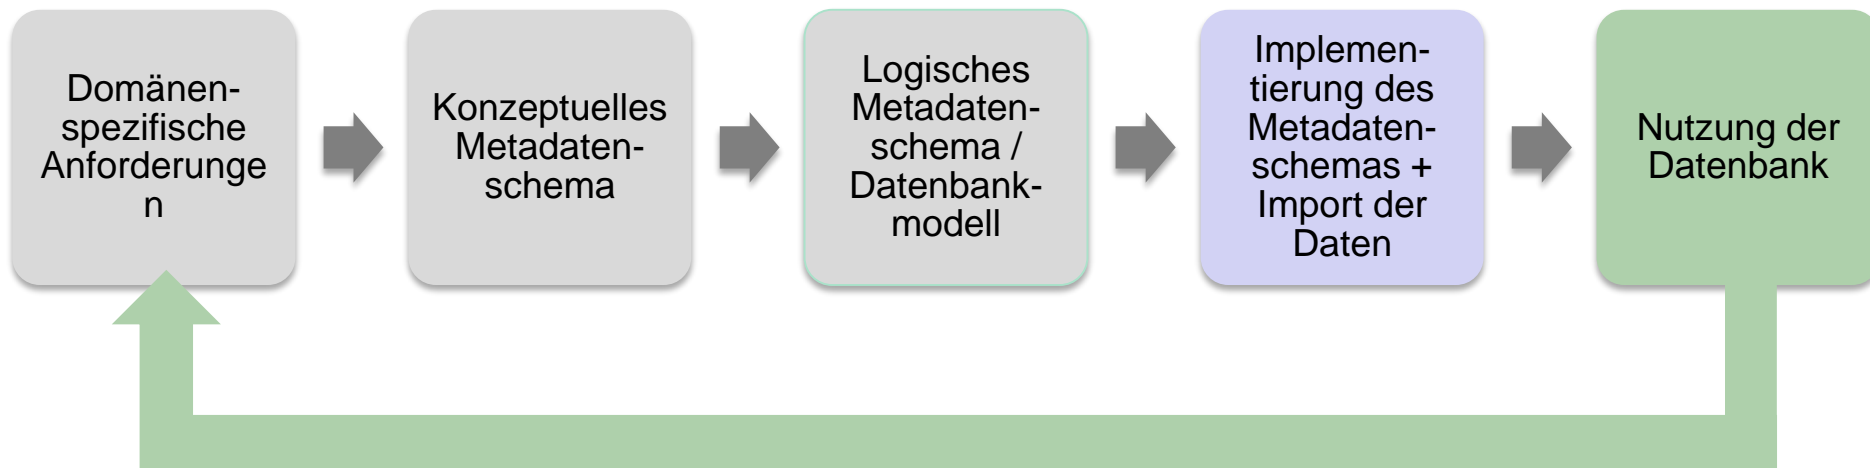 Domänen-
spezifische
Anforderunge
n
Konzeptuelles
Metadaten-
schema
Logisches
Metadaten-
schema /
Datenbank-
modell
Implemen-
tierung des
Metadaten-
schemas +
Import der
Daten
Nutzung der
Datenbank